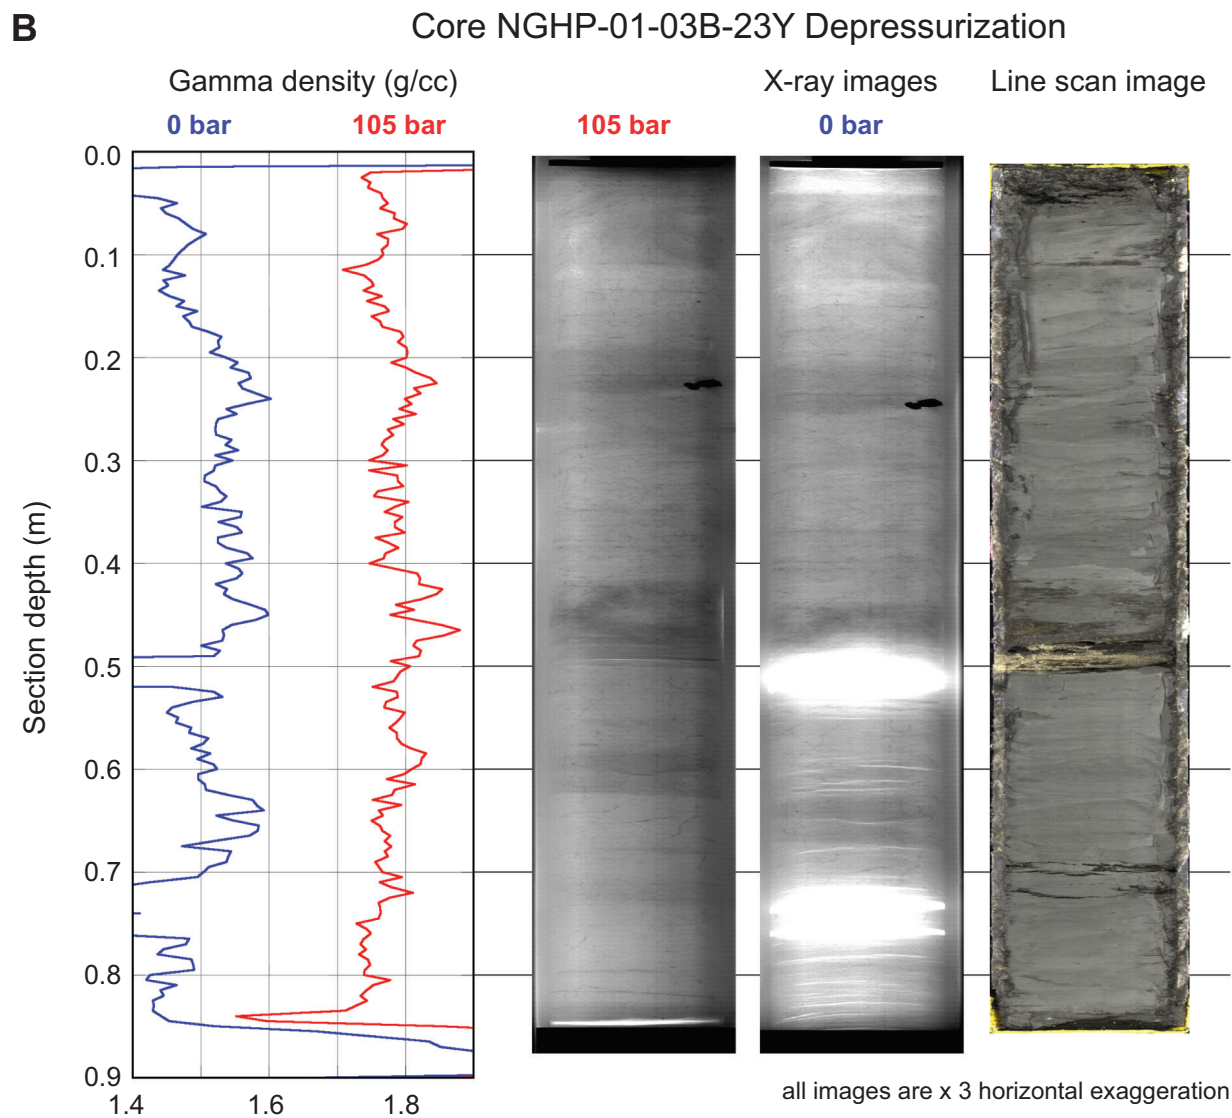 B
Core NGHP-01-03B-23Y Depressurization
Gamma density (g/cc)
X-ray images
Line scan image
0 bar
105 bar
105 bar
0 bar
0.0
0.1
0.2
0.3
0.4
0.5
0.6
0.7
0.8
0.9
Section depth (m)
1.4
1.6
1.8
all images are x 3 horizontal exaggeration